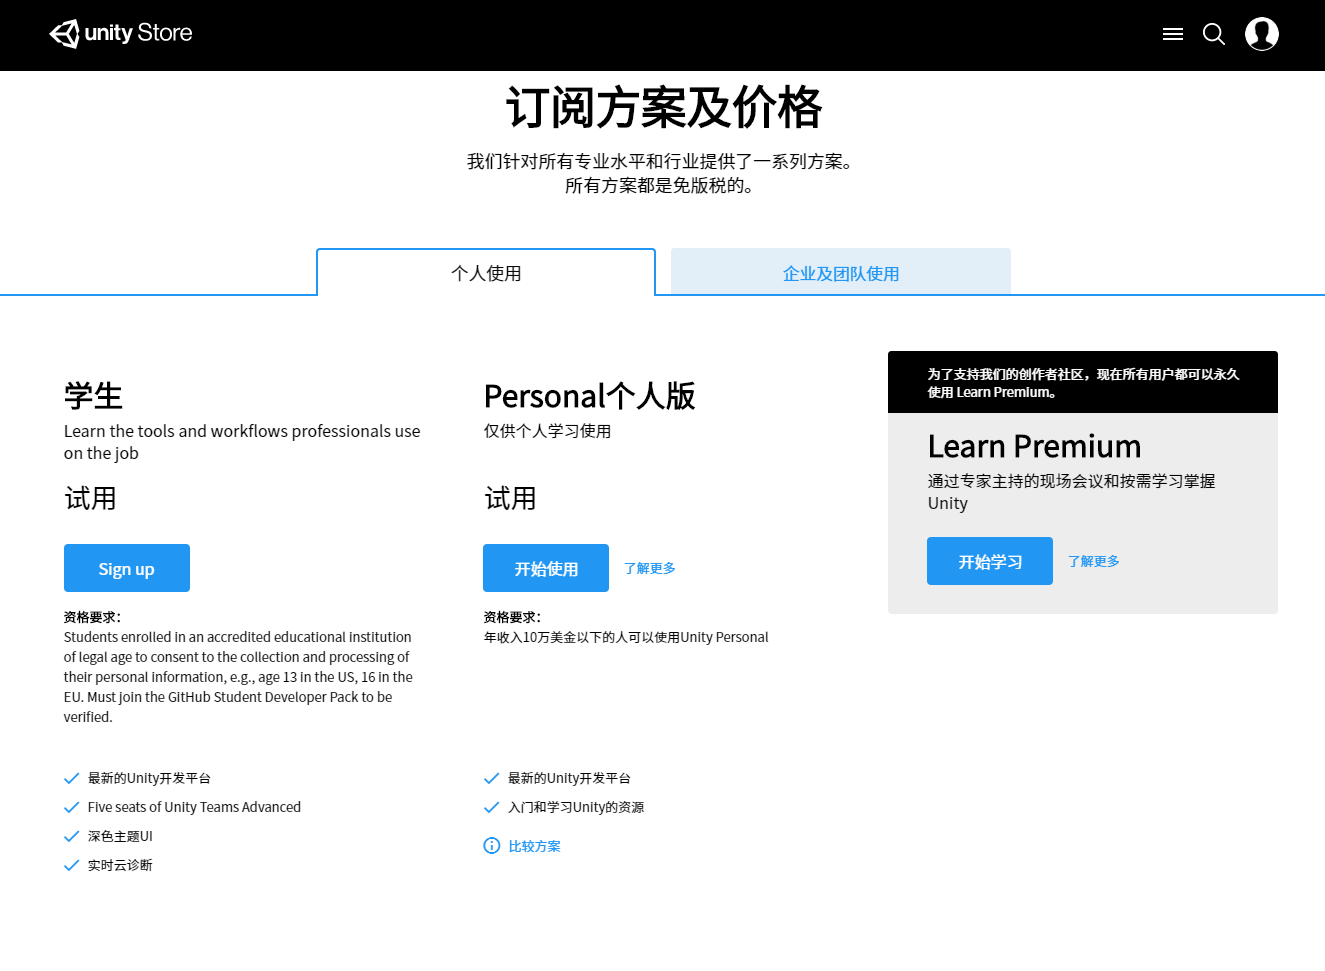 unity Store
订阅方案及价格
我们针对所有专业水平和行业提供了一系列方案。
所有方案都是免版税的。
个人使用
企业及团队使用
学生
Learn the tools and workflows professionals use
on the job
试用
Sign up
资格要求：
Students enrolled in an accredited educational institution
of legal age to consent to the collection and processing of
their personal information, e.g., age 13 in the US, 16 in the
EU. Must join the GitHub Student Developer Pack to be
verified.
最新的Unity开发平台
Five seats of Unity Teams Advanced
深色主题UI
实时云诊断
Personal个人版
仅供个人学习使用
试用
开始使用
了解更多
资格要求：
年收入10万美金以下的人可以使用Unity Personal
最新的Unity开发平台
入门和学习Unity的资源
比较方案
为了支持我们的创作者社区，现在所有用户都可以永久
使用 Learn Premium。
Learn Premium
通过专家主持的现场会议和按需学习掌握
Unity
开始学习
了解更多